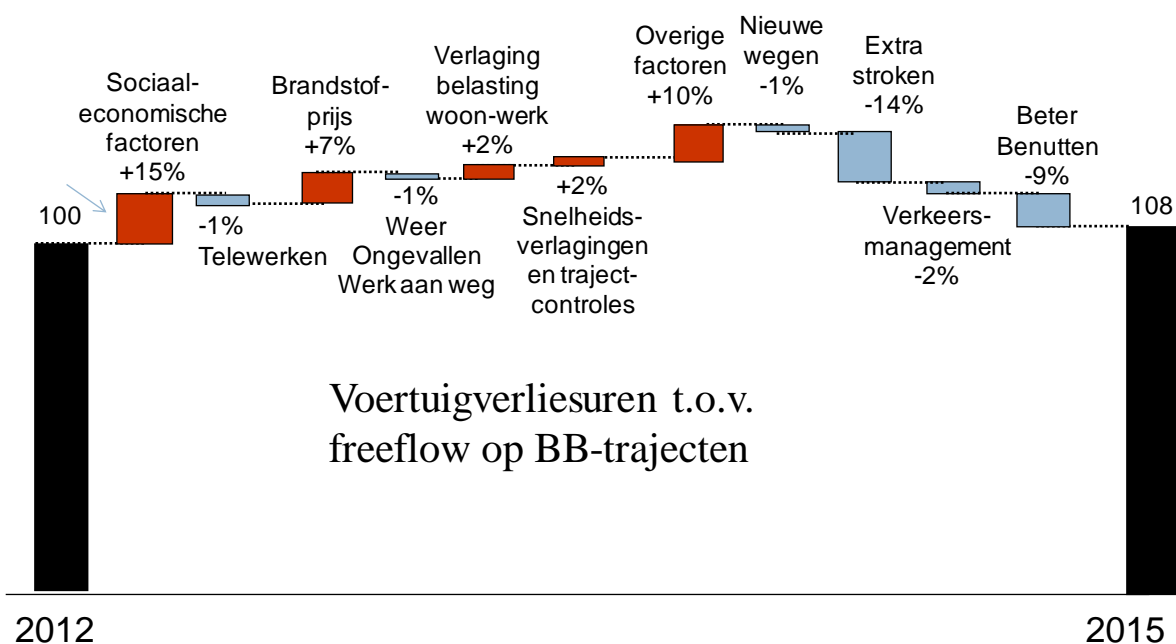 100
Sociaal-
economische
factoren
+15%
-1%
Telewerken
Brandstof-
prijs
+7%
-1%
Weer
Ongevallen
Werk aan weg
Verlaging
belasting
woon-werk
+2%
+2%
Snelheids-
verlagingen
en traject-
controles
Overige
factoren
+10%
Nieuwe
wegen
-1%
Extra
stroken
-14%
Verkeers-
management
-2%
Beter
Benutten
-9%
108
Voertuigverliesuren t.o.v.
freeflow op BB-trajecten
2012
2015